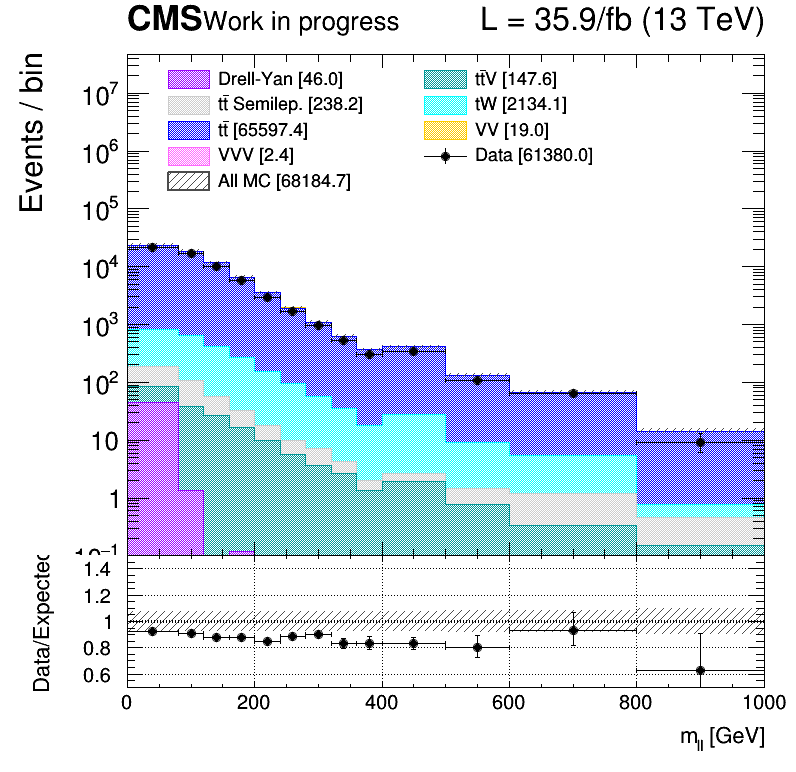 CMS Work in progress L = 35.9/fb (13 TeV)
Events / bin
Drell-Yan [46.0]
tt̄ Semilep. [238.2]
tt̄ [65597.4]
VVV [2.4]
All MC [68184.7]
tt̄V [147.6]
tW [2134.1]
VV [19.0]
Data [61380.0]
10⁷
10⁶
10⁵
10⁴
10³
10²
10
1
10⁻¹
Data/Expected
1.4
1.2
1
0.8
0.6
0 200 400 600 800 1000
m_ll [GeV]